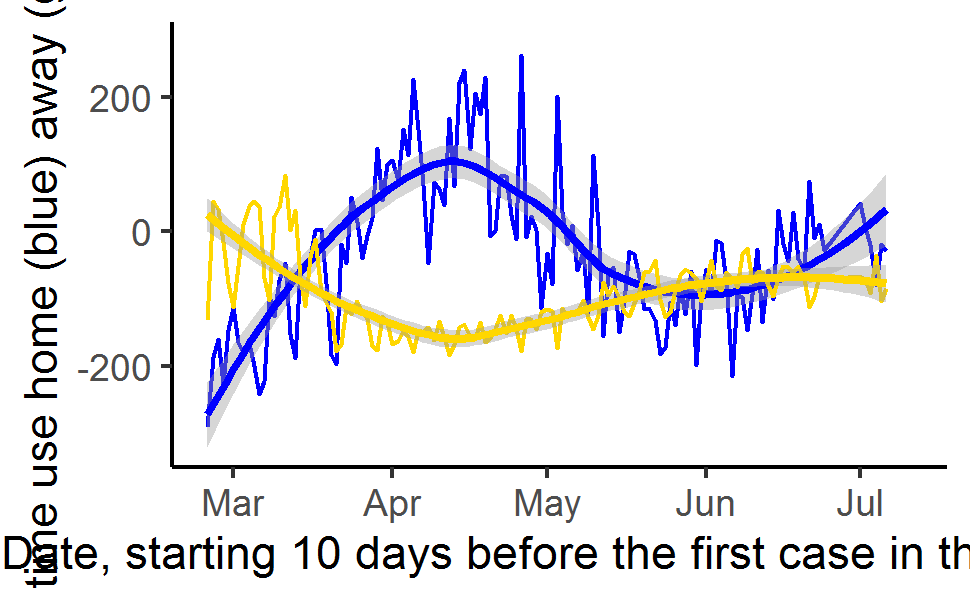 time use home (blue) away (
200
0
-200
Mar Apr May Jun Jul
Date, starting 10 days before the first case in th